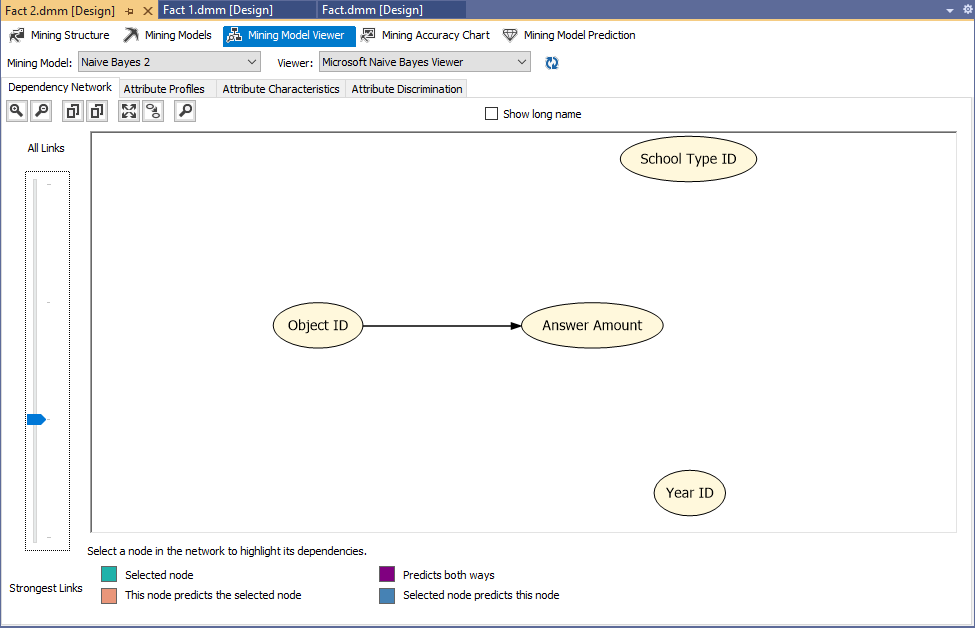 Fact 2.dmm [Design] Fact 1.dmm [Design] Fact.dmm [Design]
Mining Structure Mining Models Mining Model Viewer Mining Accuracy Chart Mining Model Prediction
Mining Model: Naive Bayes 2 Viewer: Microsoft Naive Bayes Viewer
Dependency Network Attribute Profiles Attribute Characteristics Attribute Discrimination
Show long name
All Links
School Type ID
Object ID Answer Amount
Year ID
Select a node in the network to highlight its dependencies.
Selected node Predicts both ways
Strongest Links
This node predicts the selected node Selected node predicts this node